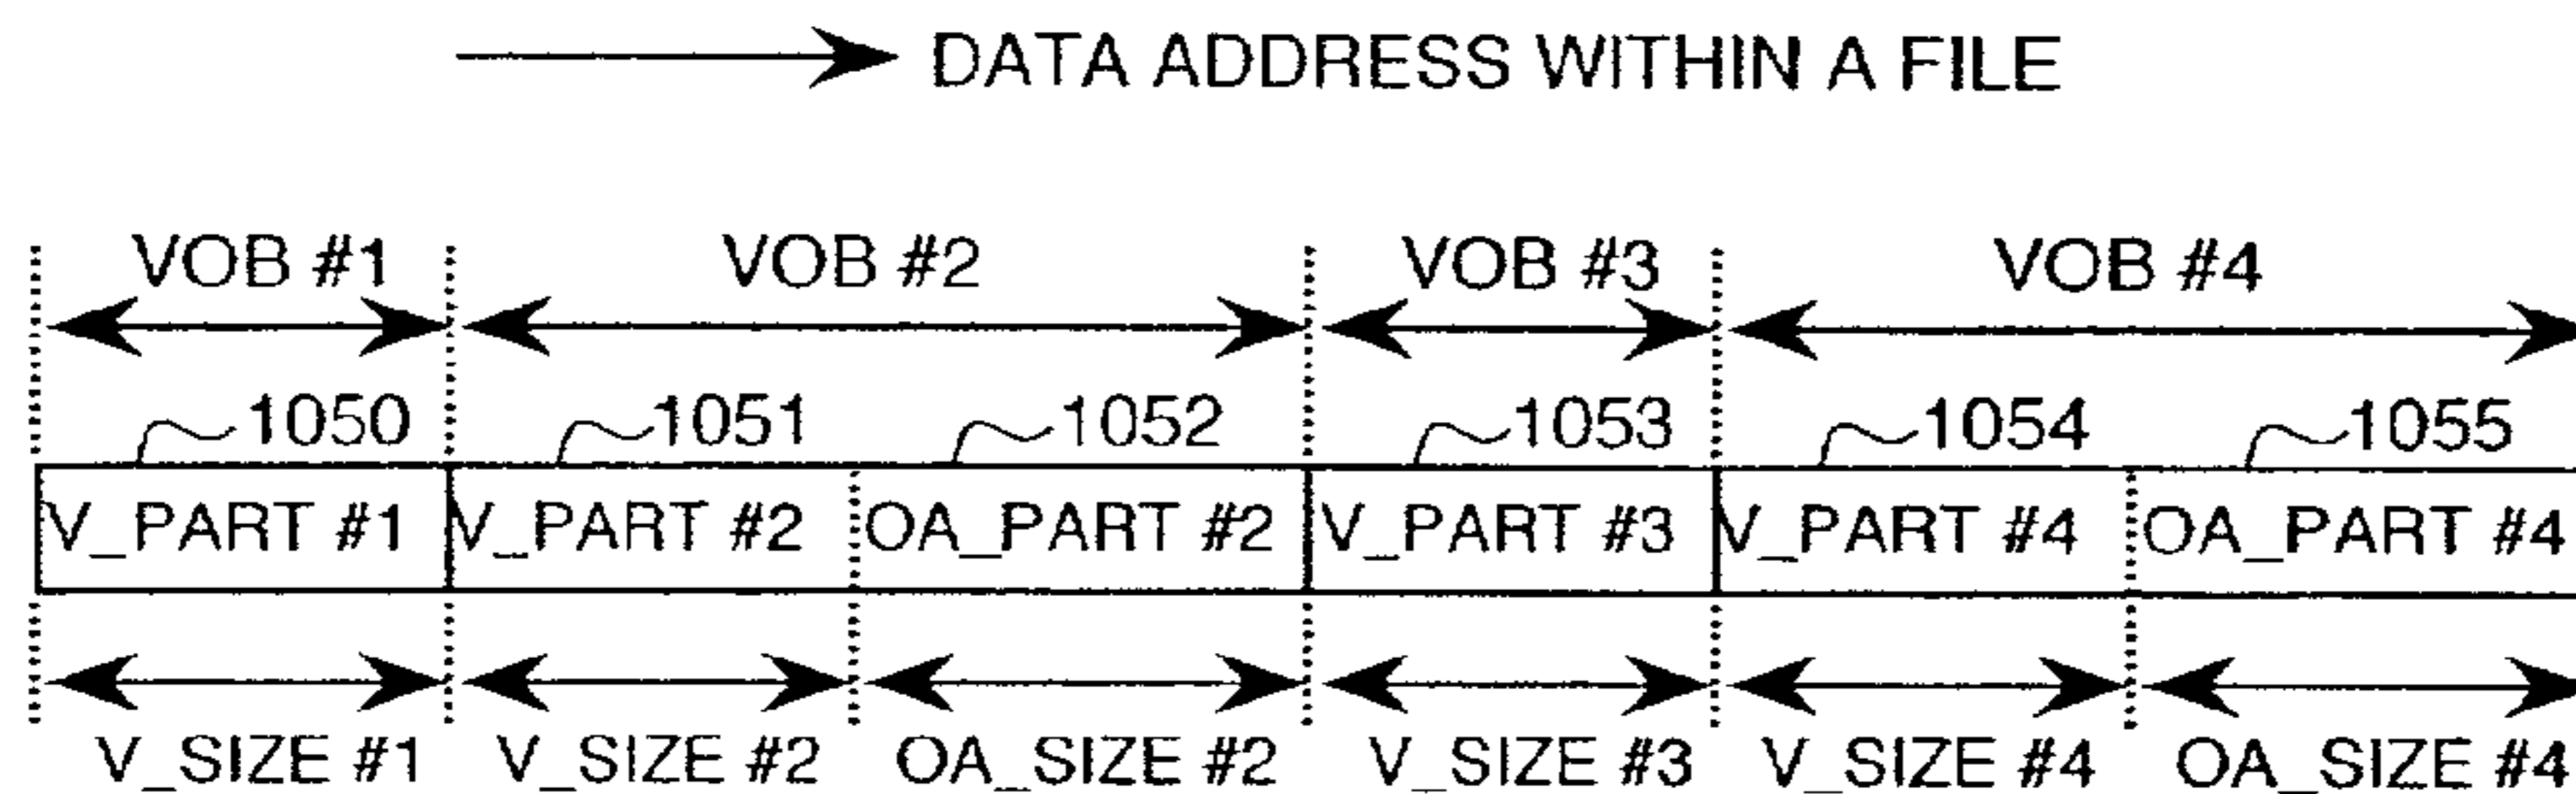 DATA ADDRESS WITHIN A FILE
VOB #1 VOB #2 VOB #3 VOB #4
1050 1051 1052 1053 1054 1055
V_PART #1 V_PART #2 OA_PART #2 V_PART #3 V_PART #4 OA_PART #4
V_SIZE #1 V_SIZE #2 OA_SIZE #2 V_SIZE #3 V_SIZE #4 OA_SIZE #4